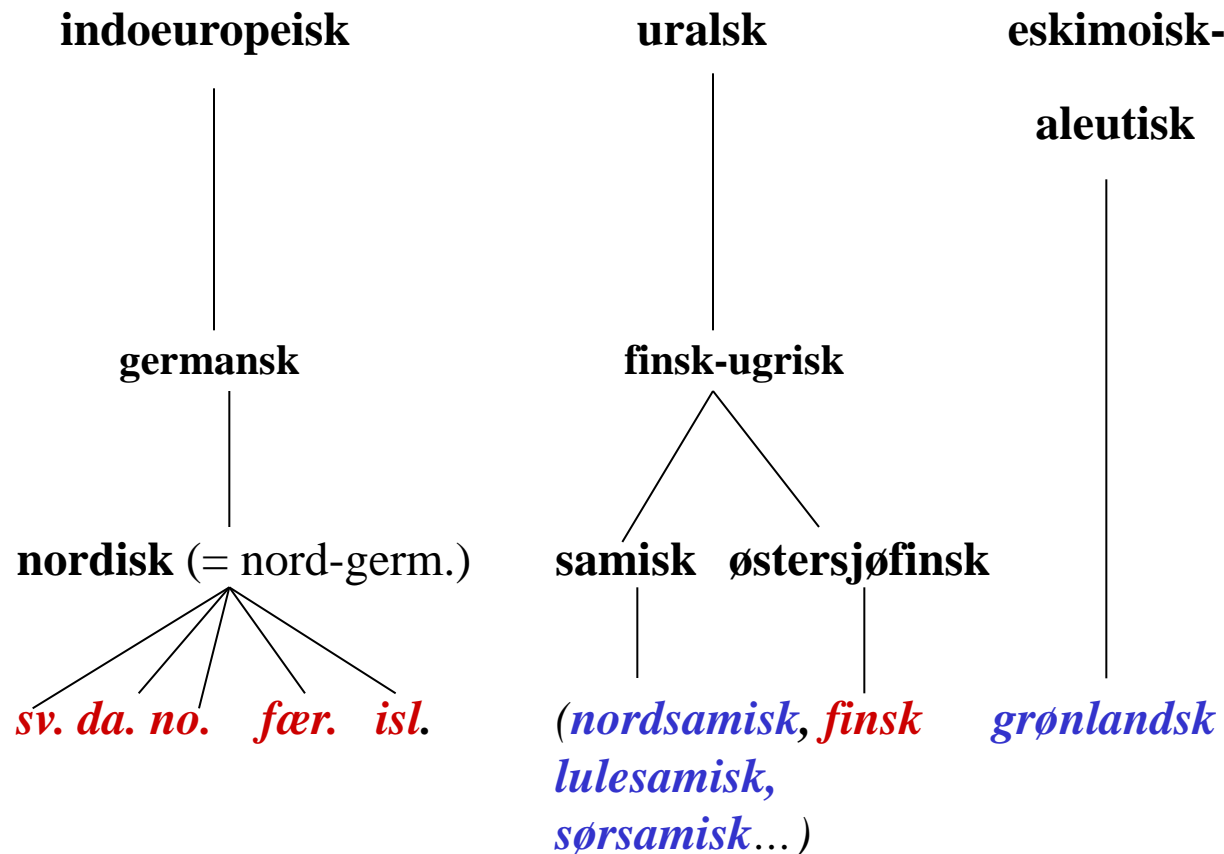 indoeuropeisk uralsk eskimoisk-
aleutisk
germansk finsk-ugrisk
nordisk (= nord-germ.) samisk østersjøfinsk
sv. da. no. fær. isl. (nordsamisk, finsk grønlandsk
lulesamisk,
sørsamisk…)